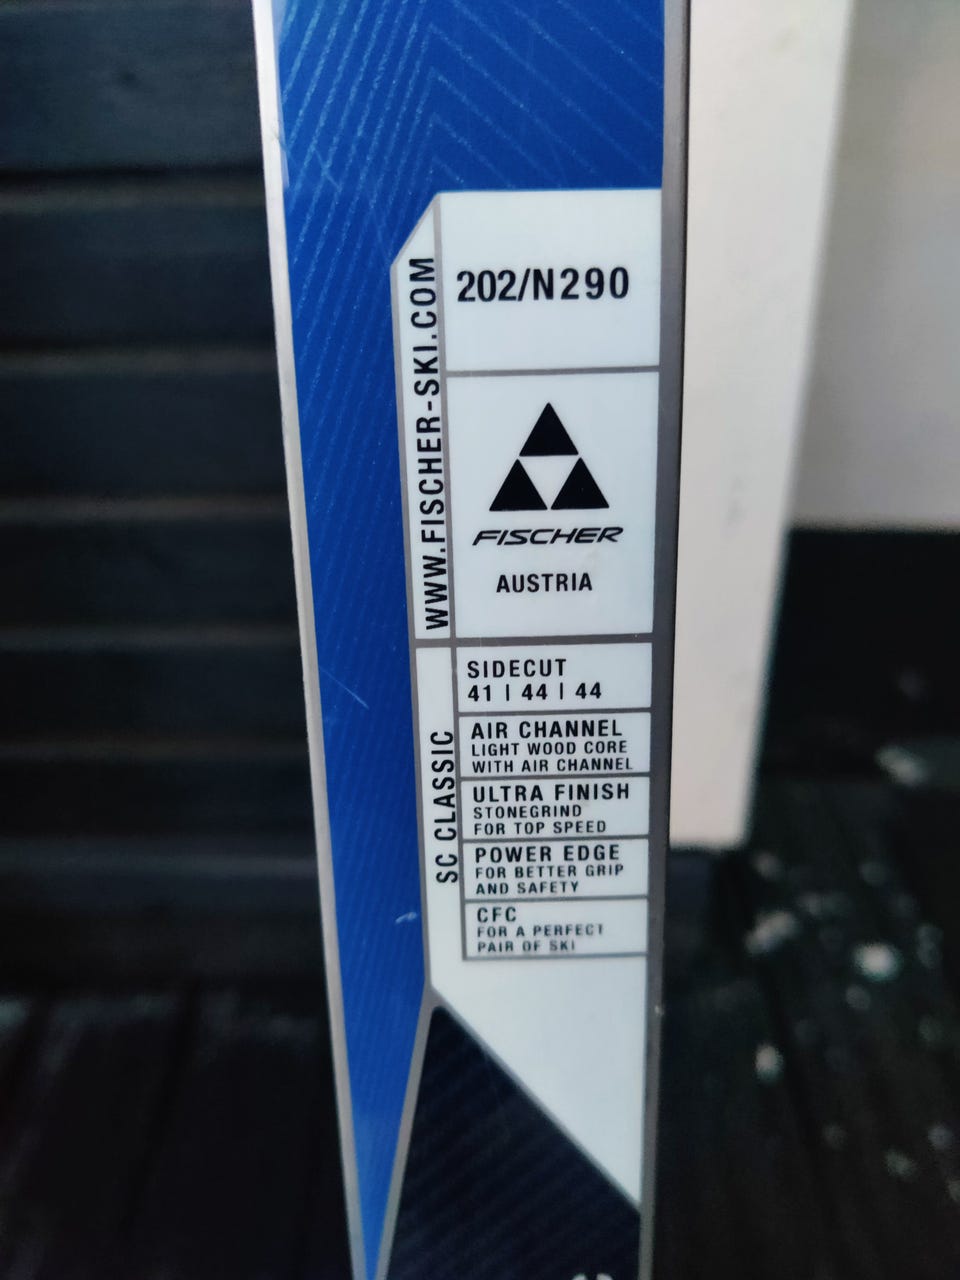 202/N290
WWW.FISCHER-SKI.COM
FISCHER
AUSTRIA
SC CLASSIC
SIDECUT
41 | 44 | 44
AIR CHANNEL
LIGHT WOOD CORE
WITH AIR CHANNEL
ULTRA FINISH
STONEGRIND
FOR TOP SPEED
POWER EDGE
FOR BETTER GRIP
AND SAFETY
CFC
FOR A PERFECT
PAIR OF SKI